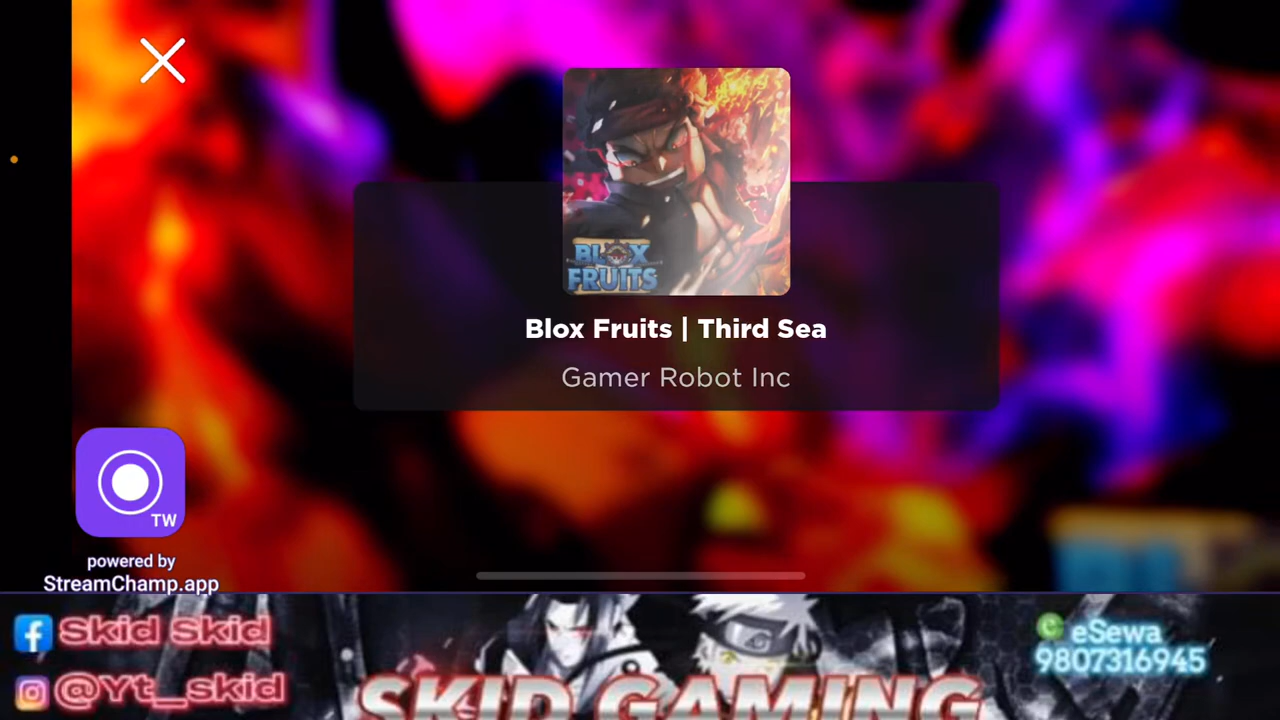 BLOX
FRUITS
Blox Fruits | Third Sea
Gamer Robot Inc
TW
powered by
StreamChamp.app
Skid Skid
@Yt_skid
SKID GAMING
e eSewa
9807316945